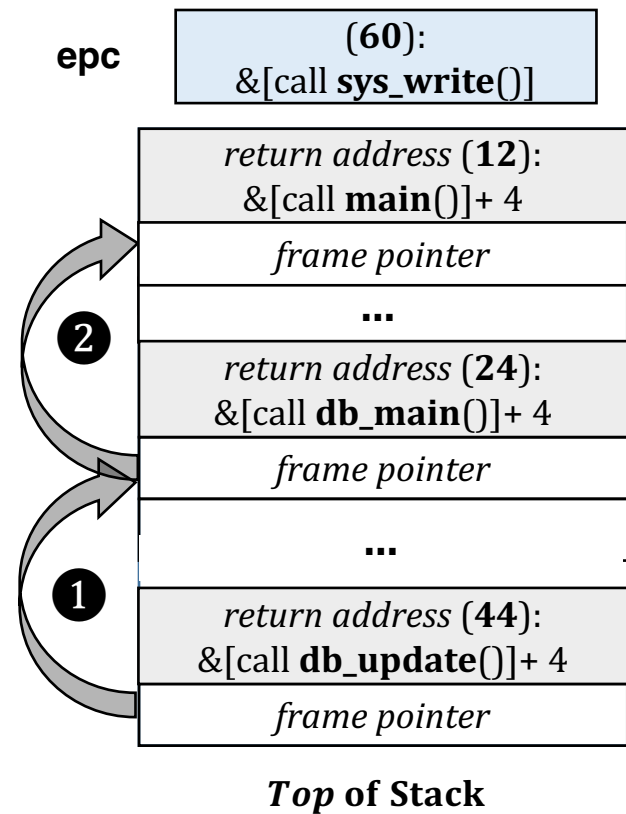 epc
(60):
&[call sys_write()]
return address (12):
&[call main()]+ 4
frame pointer
...
return address (24):
&[call db_main()]+ 4
frame pointer
...
return address (44):
&[call db_update()]+ 4
frame pointer
2
1
Top of Stack